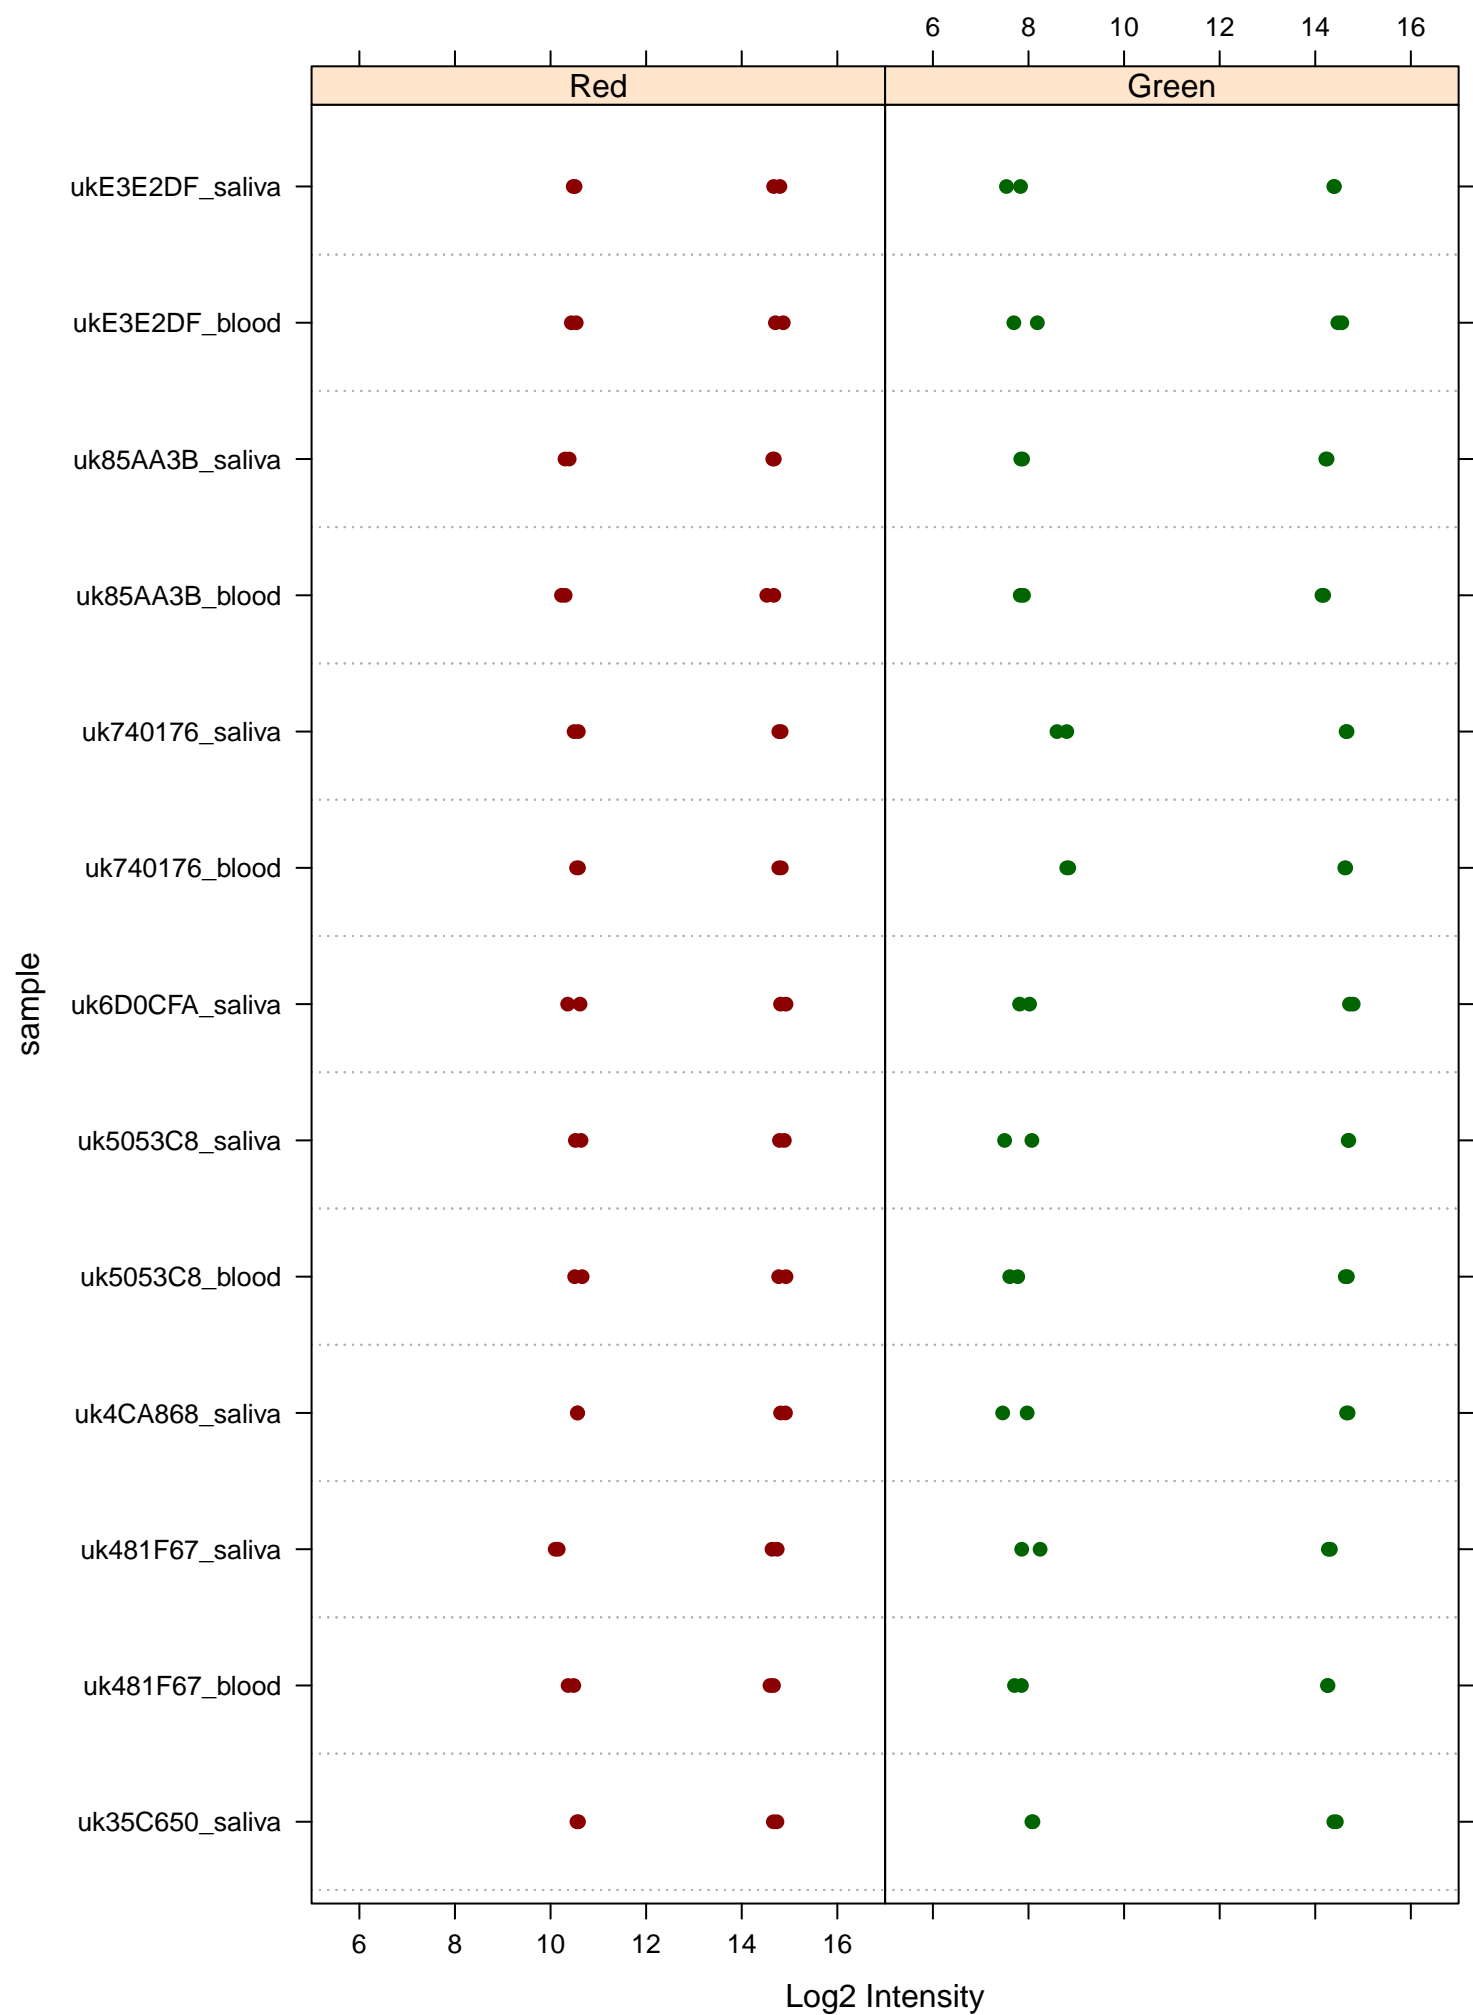 6 8 10 12 14 16
Red Green
ukE3E2DF_saliva
ukE3E2DF_blood
uk85AA3B_saliva
uk85AA3B_blood
uk740176_saliva
uk740176_blood
uk6D0CFA_saliva
uk5053C8_saliva
uk5053C8_blood
uk4CA868_saliva
uk481F67_saliva
uk481F67_blood
uk35C650_saliva
sample
6 8 10 12 14 16
Log2 Intensity